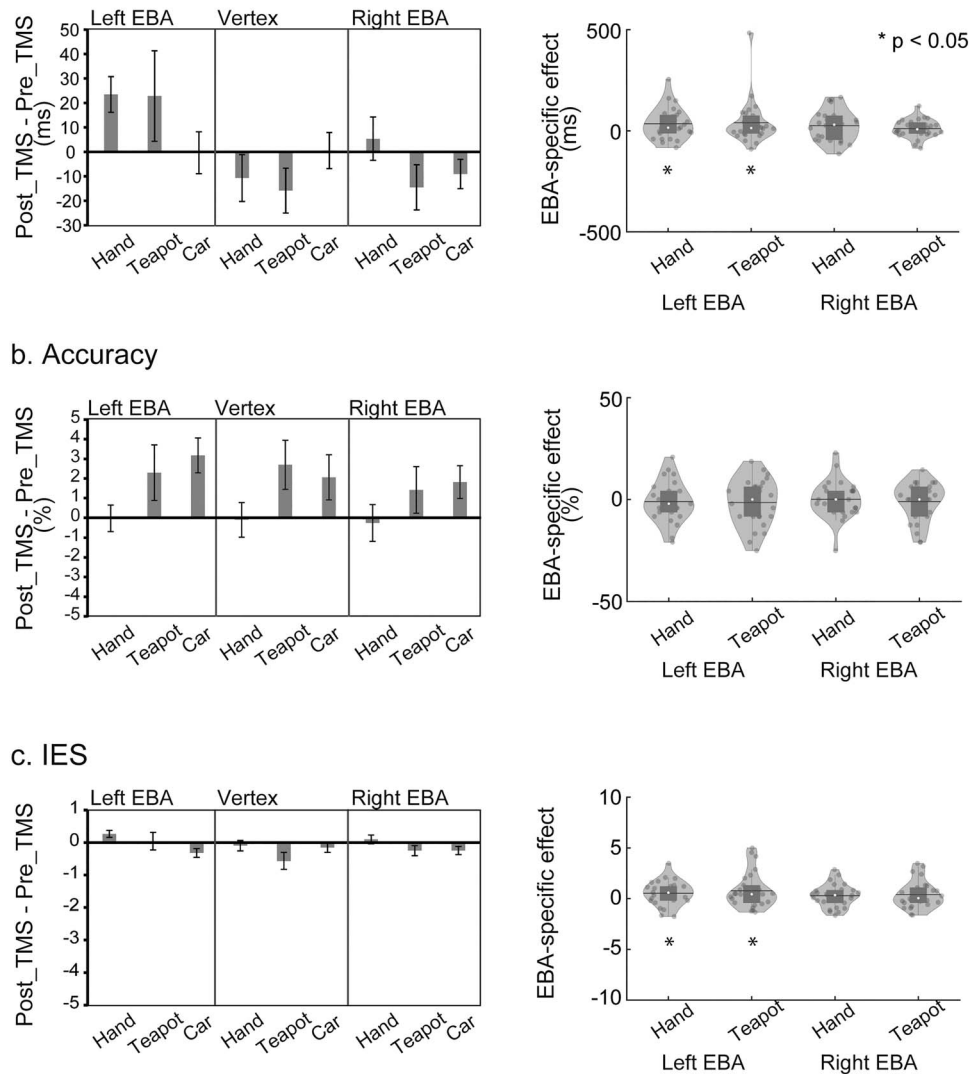 Left EBA Vertex Right EBA
Post_TMS - Pre_TMS
(ms)
50
40
30
20
10
0
-10
-20
-30
Hand Teapot Car Hand Teapot Car Hand Teapot Car
EBA-specific effect
(ms)
500
0
-500
* p < 0.05
* *
Hand Teapot Hand Teapot
Left EBA Right EBA
b. Accuracy
Left EBA Vertex Right EBA
Post_TMS - Pre_TMS
(%)
5
4
3
2
1
0
-1
-2
-3
-4
-5
Hand Teapot Car Hand Teapot Car Hand Teapot Car
EBA-specific effect
(%)
50
0
-50
Hand Teapot Hand Teapot
Left EBA Right EBA
c. IES
Left EBA Vertex Right EBA
Post_TMS - Pre_TMS
1
0
-1
-2
-3
-4
-5
Hand Teapot Car Hand Teapot Car Hand Teapot Car
EBA-specific effect
10
5
0
-5
-10
* *
Hand Teapot Hand Teapot
Left EBA Right EBA